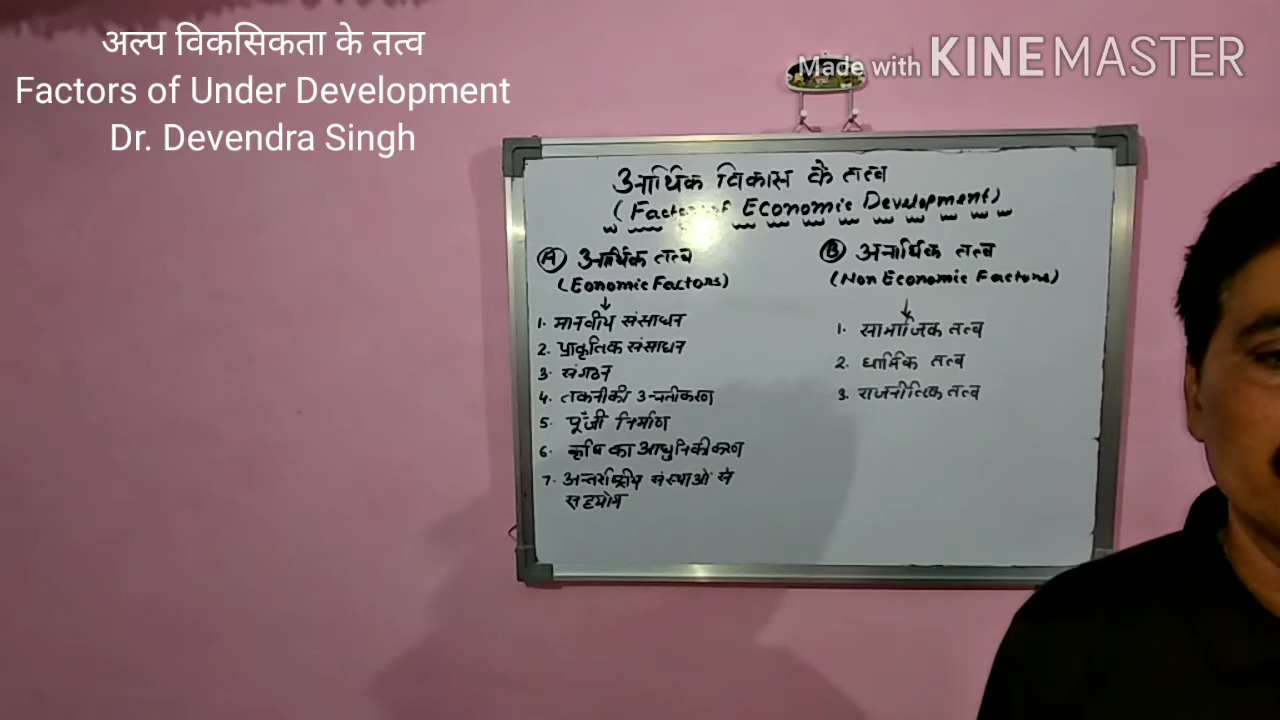 अल्प विकसिकता के तत्व
Factors of Under Development
Dr. Devendra Singh
Made with KINEMASTER
आर्थिक विकास के तत्व
(Factors of Economic Development)
(A) आर्थिक तत्व
(Eonomic Factors)
1. मानवीय संसाधन
2. प्राकृतिक संसाधन
3. संगठन
4. तकनीकी उन्नतीकरण
5. पूँजी निर्माण
6. कृषि का आधुनिकीकरण
7. अन्तर्राष्ट्रीय संस्थाओं से
सहयोग
(B) अनार्थिक तत्व
(Non Economic Factors)
1. सामाजिक तत्व
2. धार्मिक तत्व
3. राजनीतिक तत्व